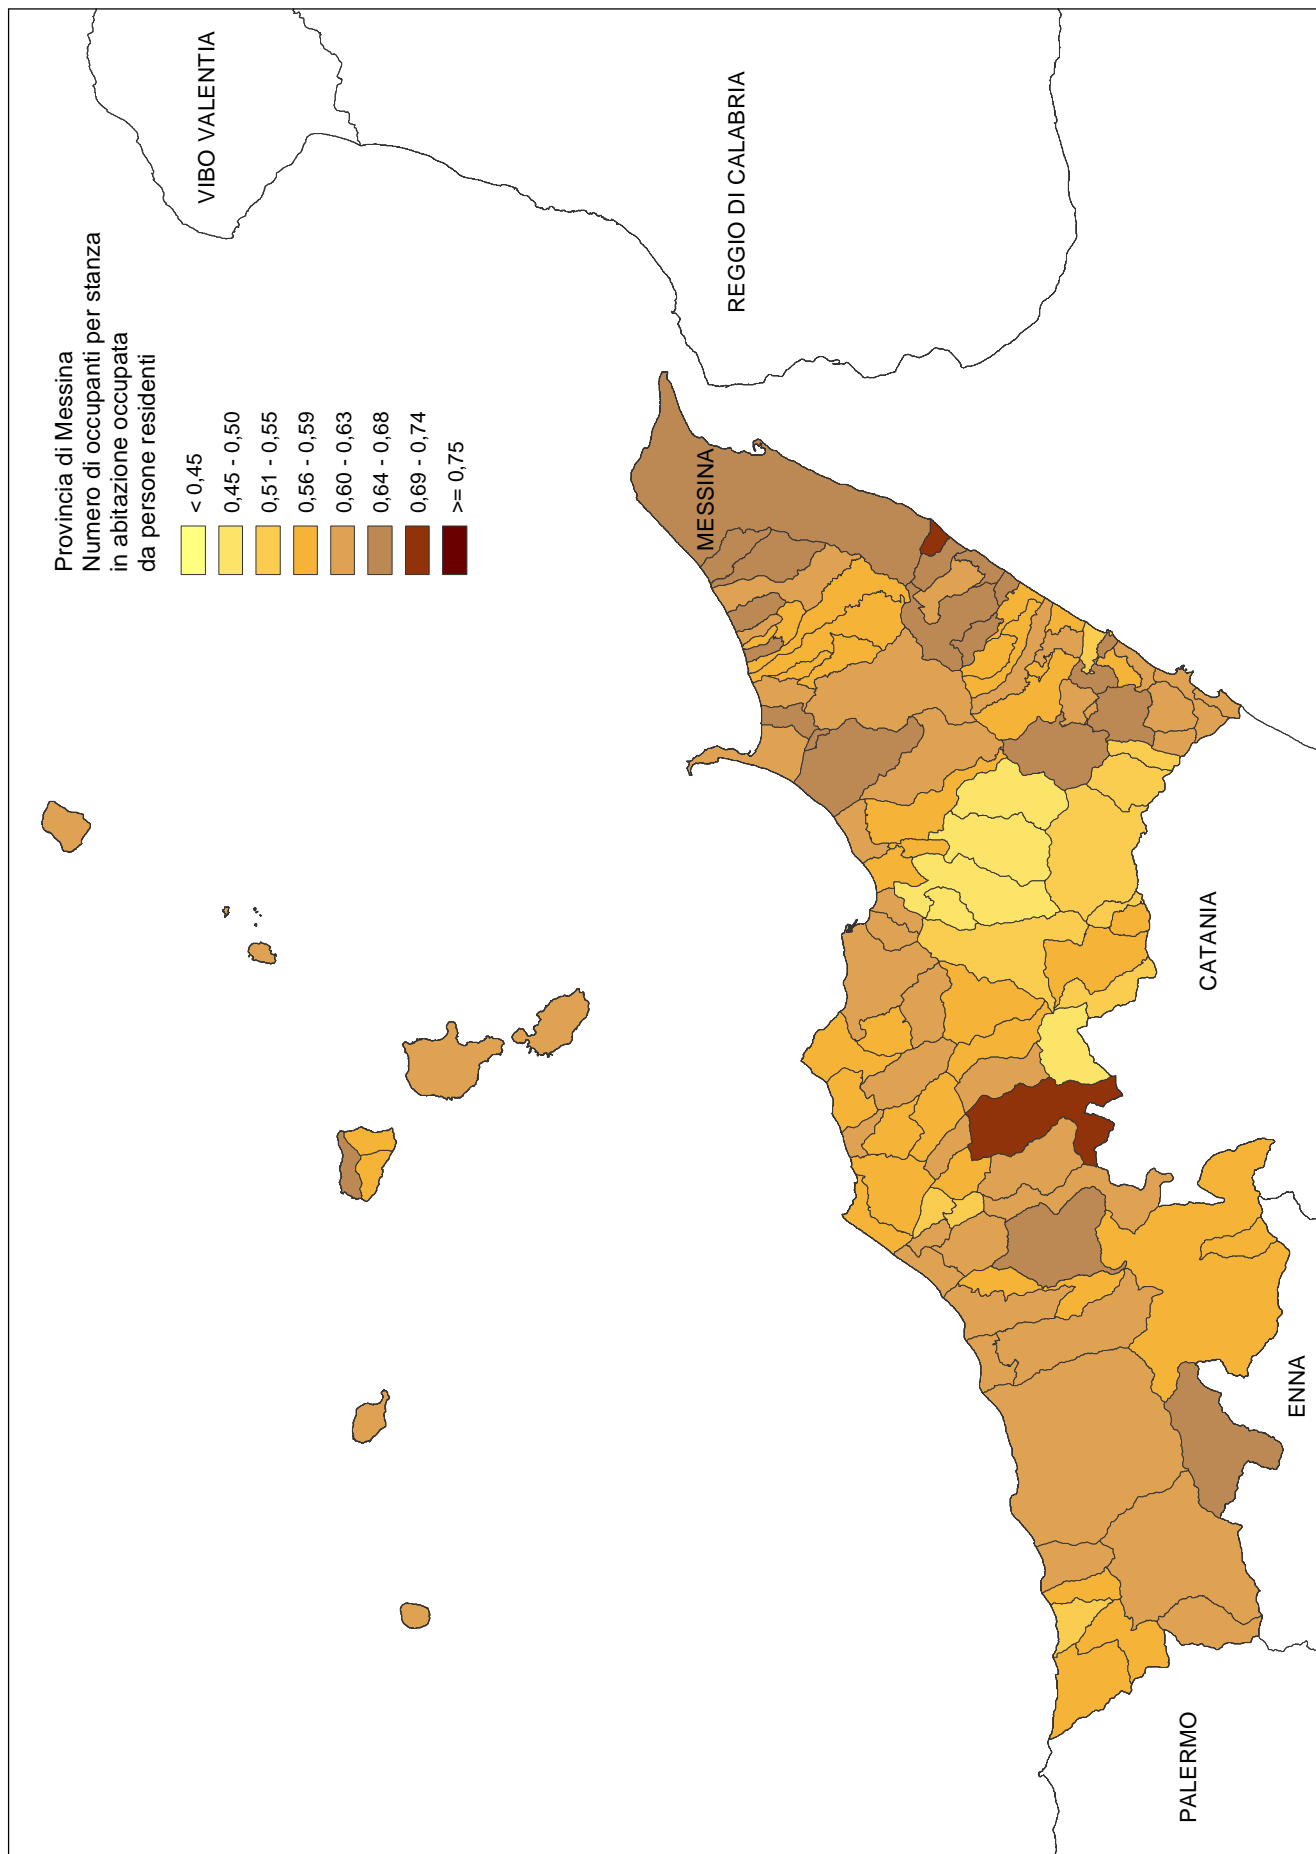 Provincia di Messina
Numero di occupanti per stanza
in abitazione occupata
da persone residenti
< 0,45
0,45 - 0,50
0,51 - 0,55
0,56 - 0,59
0,60 - 0,63
0,64 - 0,68
0,69 - 0,74
>= 0,75
VIBO VALENTIA
REGGIO DI CALABRIA
MESSINA
CATANIA
ENNA
PALERMO